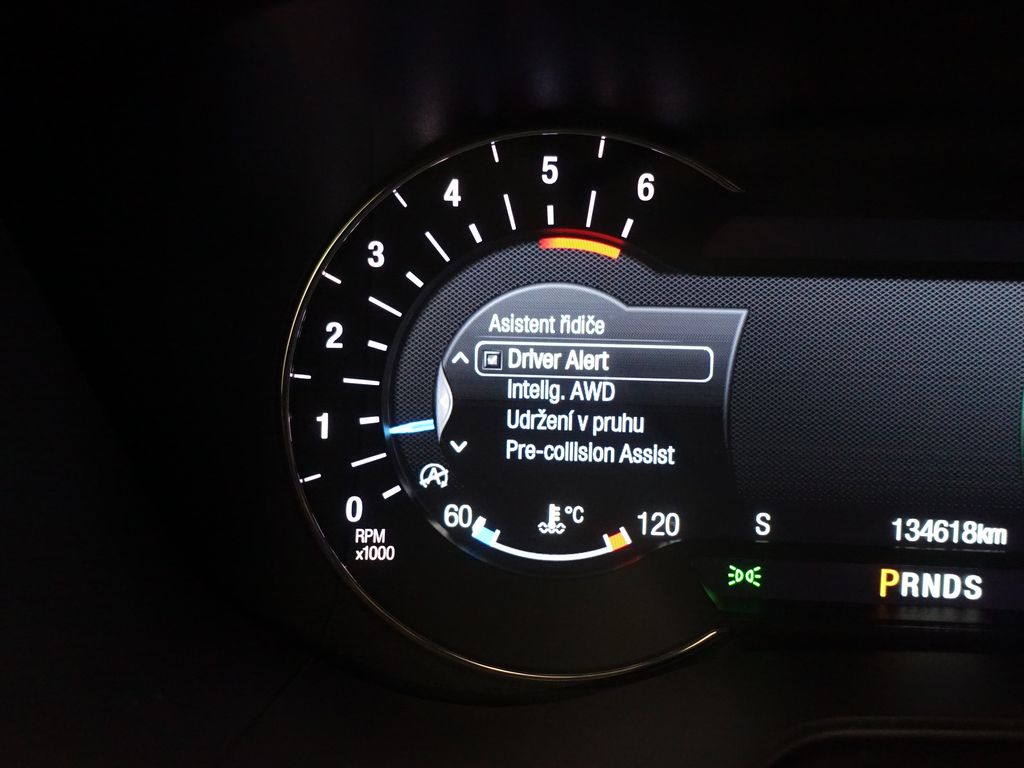 6
5
4
3
2
1
0
RPM
x1000
Asistent řidiče
Driver Alert
Intelig. AWD
Udržení v pruhu
Pre-collision Assist
A
60 °C 120
S 134618km
PRNDS